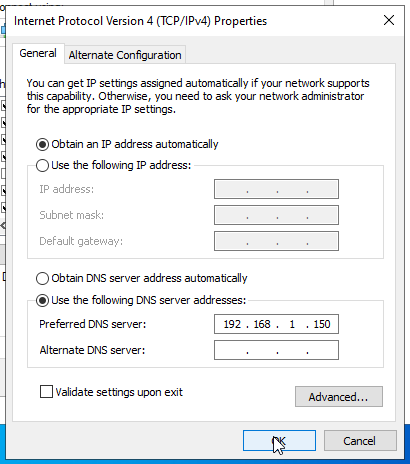 Internet Protocol Version 4 (TCP/IPv4) Properties
General
Alternate Configuration
You can get IP settings assigned automatically if your network supports
this capability. Otherwise, you need to ask your network administrator
for the appropriate IP settings.
Obtain an IP address automatically
Use the following IP address:
IP address:
. . .
Subnet mask:
. . .
Default gateway:
. . .
Obtain DNS server address automatically
Use the following DNS server addresses:
Preferred DNS server:
192 . 168 . 1 . 150
Alternate DNS server:
. . .
Validate settings upon exit
Advanced...
OK
Cancel